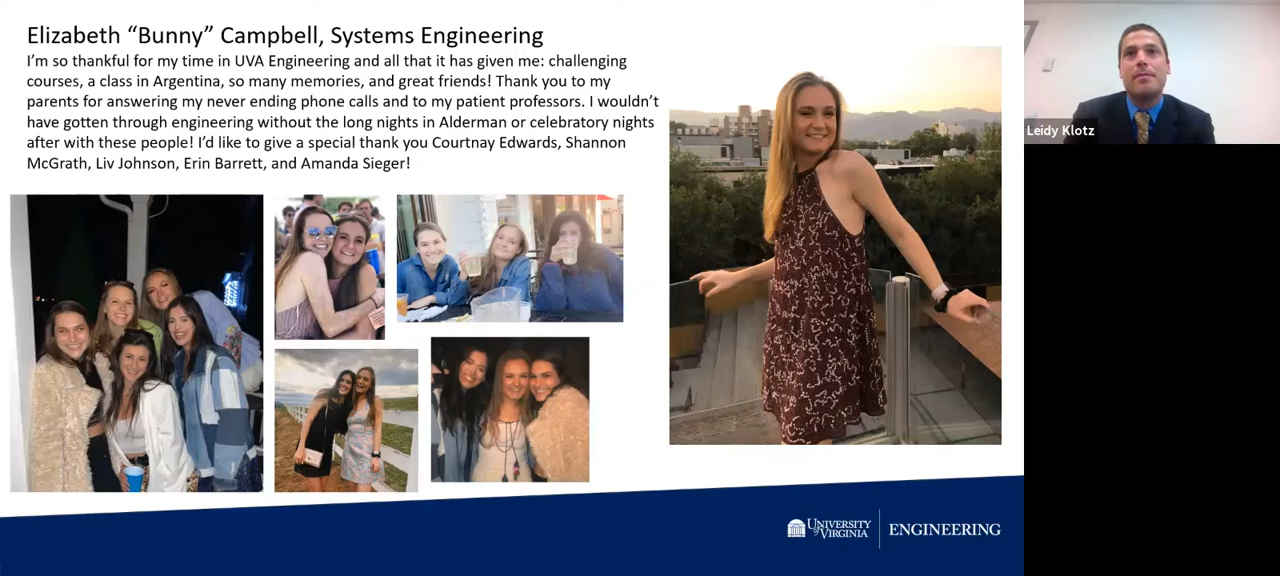 Elizabeth “Bunny” Campbell, Systems Engineering
I’m so thankful for my time in UVA Engineering and all that it has given me: challenging
courses, a class in Argentina, so many memories, and great friends! Thank you to my
parents for answering my never ending phone calls and to my patient professors. I wouldn’t
have gotten through engineering without the long nights in Alderman or celebratory nights
after with these people! I’d like to give a special thank you Courtnay Edwards, Shannon
McGrath, Liv Johnson, Erin Barrett, and Amanda Sieger!
Leidy Klotz
UNIVERSITY
of VIRGINIA
ENGINEERING